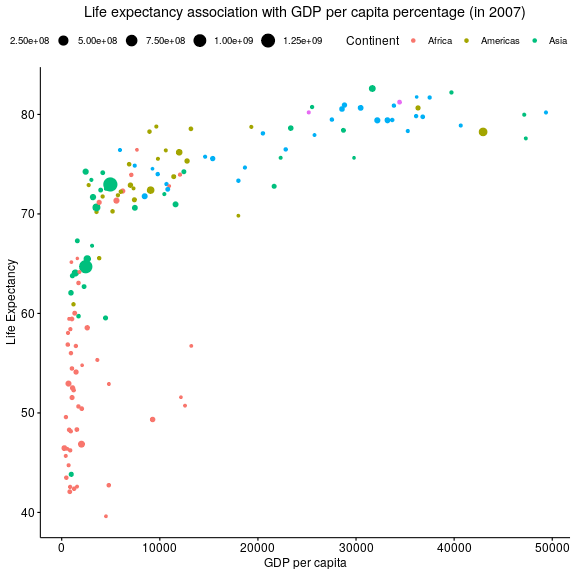 Life expectancy association with GDP per capita percentage (in 2007)
2.50e+08 5.00e+08 7.50e+08 1.00e+09 1.25e+09 Continent Africa Americas Asia
80
70
60
50
40
Life Expectancy
0 10000 20000 30000 40000 50000
GDP per capita